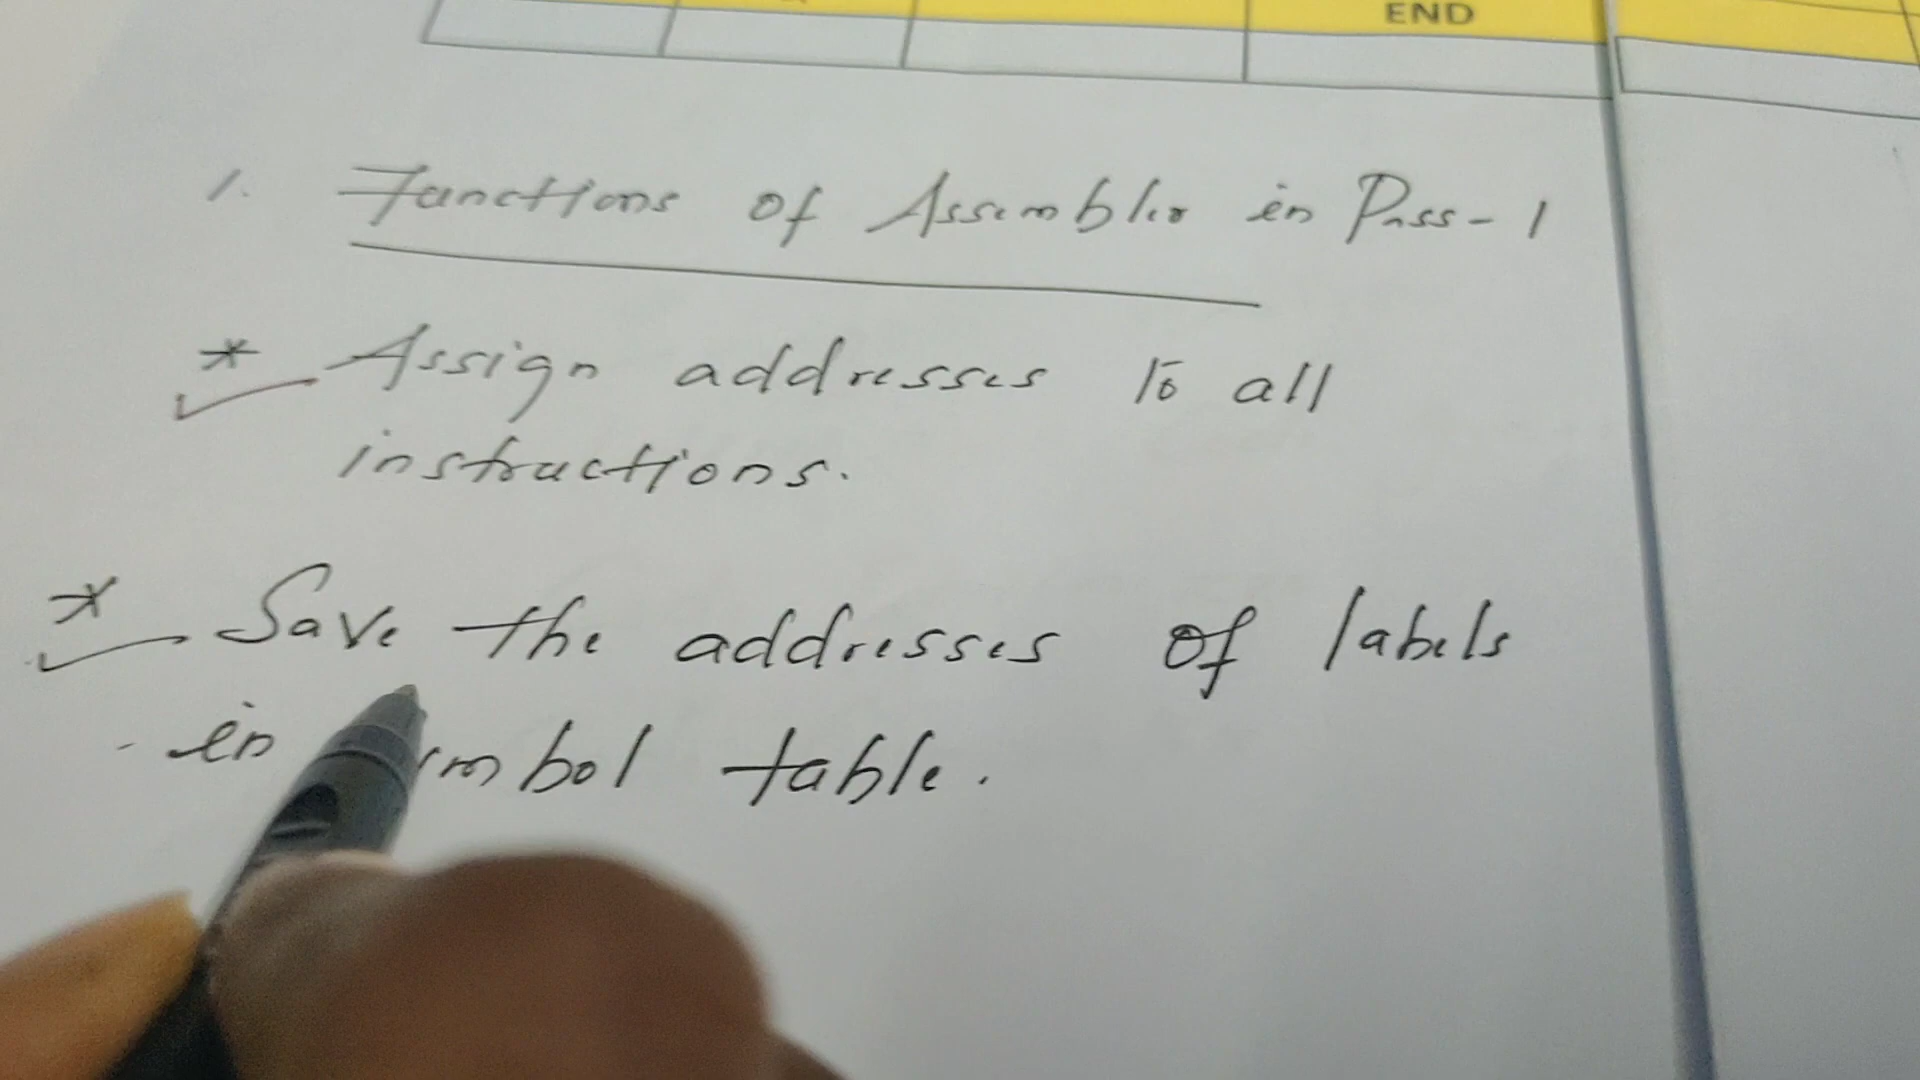 END
1. Functions of Assembler in Pass-1
* Assign addresses to all
instructions.
* Save the addresses of labels
in table.